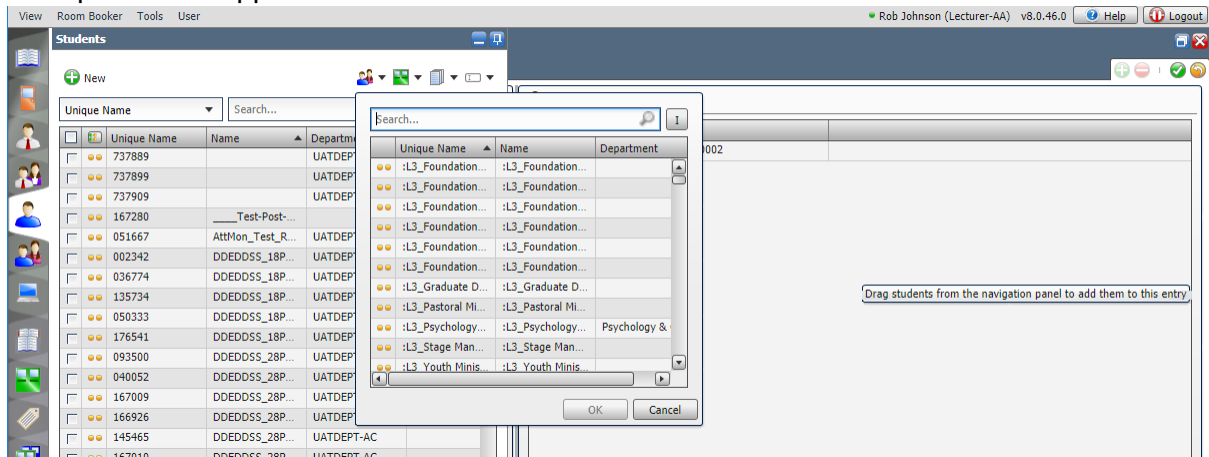 View Room Booker Tools User Rob Johnson (Lecturer-AA) v8.0.46.0 Help Logout
Students
New
Unique Name Search...
Unique Name Name Departme
737889 UATDEPT
737899 UATDEPT
737909 UATDEPT
167280 ____Test-Post-...
051667 AttMon_Test_R... UATDEPT
002342 DDEDDSS_18P... UATDEPT
036774 DDEDDSS_18P... UATDEPT
135734 DDEDDSS_18P... UATDEPT
050333 DDEDDSS_18P... UATDEPT
176541 DDEDDSS_18P... UATDEPT
093500 DDEDDSS_28P... UATDEPT
040052 DDEDDSS_28P... UATDEPT
167009 DDEDDSS_28P... UATDEPT
166926 DDEDDSS_28P... UATDEPT
145465 DDEDDSS_28P... UATDEPT-AC
Search... I
Unique Name Name Department
:L3_Foundation... :L3_Foundation...
:L3_Foundation... :L3_Foundation...
:L3_Foundation... :L3_Foundation...
:L3_Foundation... :L3_Foundation...
:L3_Foundation... :L3_Foundation...
:L3_Foundation... :L3_Foundation...
:L3_Graduate D... :L3_Graduate D...
:L3_Pastoral Mi... :L3_Pastoral Mi...
:L3_Psychology... :L3_Psychology... Psychology &
:L3_Stage Man... :L3_Stage Man...
:L3_Youth Minis... :L3_Youth Minis...
OK Cancel
0002
Drag students from the navigation panel to add them to this entry